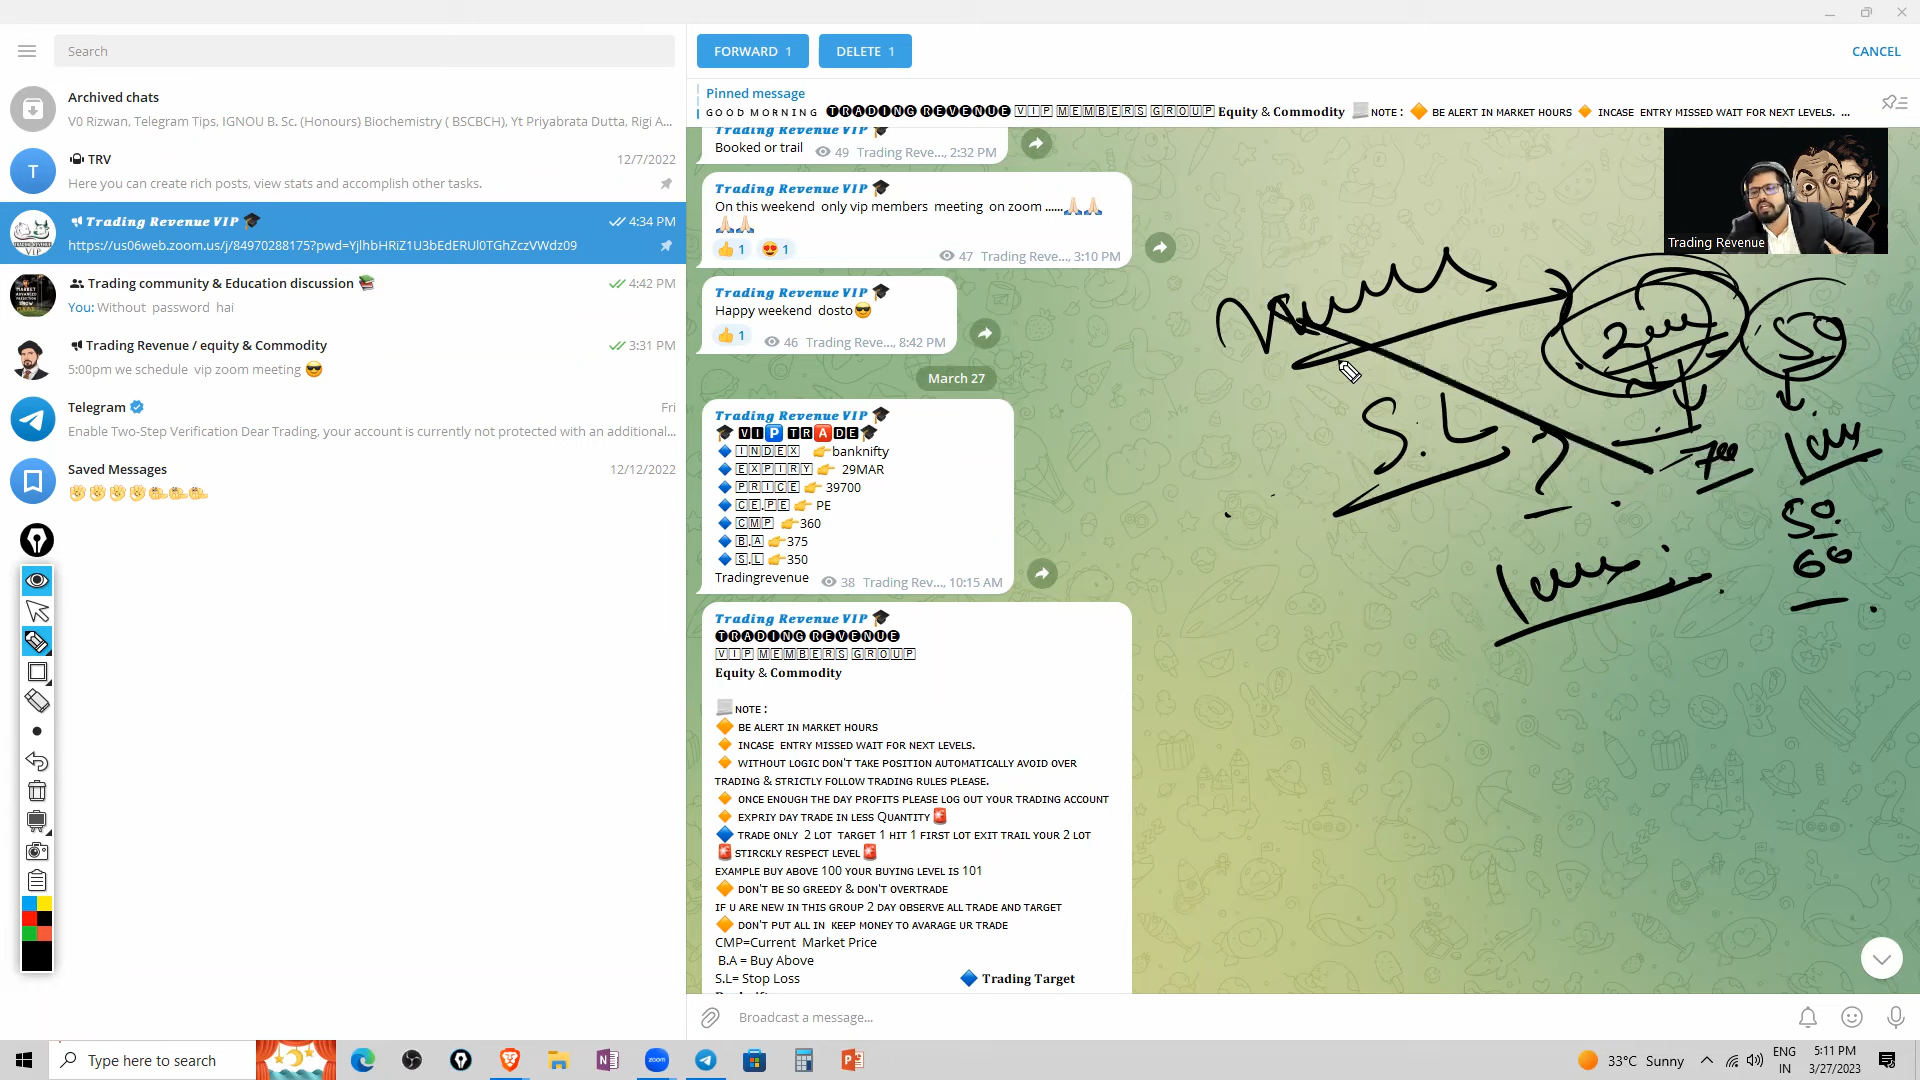 Search
Archived chats
V0 Rizwan, Telegram Tips, IGNOU B. Sc. (Honours) Biochemistry ( BSCBCH), Yt Priyabrata Dutta, Rigi A...
T
TRV
12/7/2022
Here you can create rich posts, view stats and accomplish other tasks.
Trading Revenue VIP 🎓
4:34 PM
https://us06web.zoom.us/j/84970288175?pwd=YjlhbHRiZ1U3bEdERUl0TGhZczVWdz09
Trading community & Education discussion 📚
4:42 PM
You: Without password hai
Trading Revenue / equity & Commodity
3:31 PM
5:00pm we schedule vip zoom meeting 😎
Telegram
Fri
Enable Two-Step Verification Dear Trading, your account is currently not protected with an additional...
Saved Messages
12/12/2022
FORWARD 1
DELETE 1
CANCEL
Pinned message
GOOD MORNING TRADING REVENUE VIP MEMBERS GROUP Equity & Commodity NOTE : 🔶 BE ALERT IN MARKET HOURS 🔸 INCASE ENTRY MISSED WAIT FOR NEXT LEVELS. ...
Trading Revenue VIP 🎓
Booked or trail 49 Trading Reve..., 2:32 PM
Trading Revenue VIP 🎓
On this weekend only vip members meeting on zoom ......🙏🏻🙏🏻
🙏🏻🙏🏻
👍 1 😍 1
47 Trading Reve..., 3:10 PM
Trading Revenue VIP 🎓
Happy weekend dosto😎
👍 1 46 Trading Reve..., 8:42 PM
March 27
Trading Revenue VIP 🎓
🎓 VIP TRADE🎓
🔷 INDEX 👉banknifty
🔷 EXPIRY 👉 29MAR
🔷 PRICE 👉 39700
🔷 CE.PE 👉 PE
🔷 CMP 👉360
🔷 B.A 👉375
🔷 S.L 👉350
Tradingrevenue 38 Trading Rev..., 10:15 AM
Trading Revenue VIP 🎓
TRADING REVENUE
VIP MEMBERS GROUP
Equity & Commodity
NOTE :
🔶 BE ALERT IN MARKET HOURS
🔸 INCASE ENTRY MISSED WAIT FOR NEXT LEVELS.
🔸 WITHOUT LOGIC DON'T TAKE POSITION AUTOMATICALLY AVOID OVER
TRADING & STRICTLY FOLLOW TRADING RULES PLEASE.
🔸 ONCE ENOUGH THE DAY PROFITS PLEASE LOG OUT YOUR TRADING ACCOUNT
🔸 EXPRIY DAY TRADE IN LESS QUANTITY🚨
🔷 TRADE ONLY 2 LOT TARGET 1 HIT 1 FIRST LOT EXIT TRAIL YOUR 2 LOT
🚨STIRCKLY RESPECT LEVEL🚨
EXAMPLE BUY ABOVE 100 YOUR BUYING LEVEL IS 101
🔶 DON'T BE SO GREEDY & DON'T OVERTRADE
IF U ARE NEW IN THIS GROUP 2 DAY OBSERVE ALL TRADE AND TARGET
🔶 DON'T PUT ALL IN KEEP MONEY TO AVARAGE UR TRADE
CMP=Current Market Price
B.A = Buy Above
S.L= Stop Loss
🔷 Trading Target
Trading Revenue
50
S.L
?
50
60
Broadcast a message...
Type here to search
33°C Sunny
ENG
IN
5:11 PM
3/27/2023